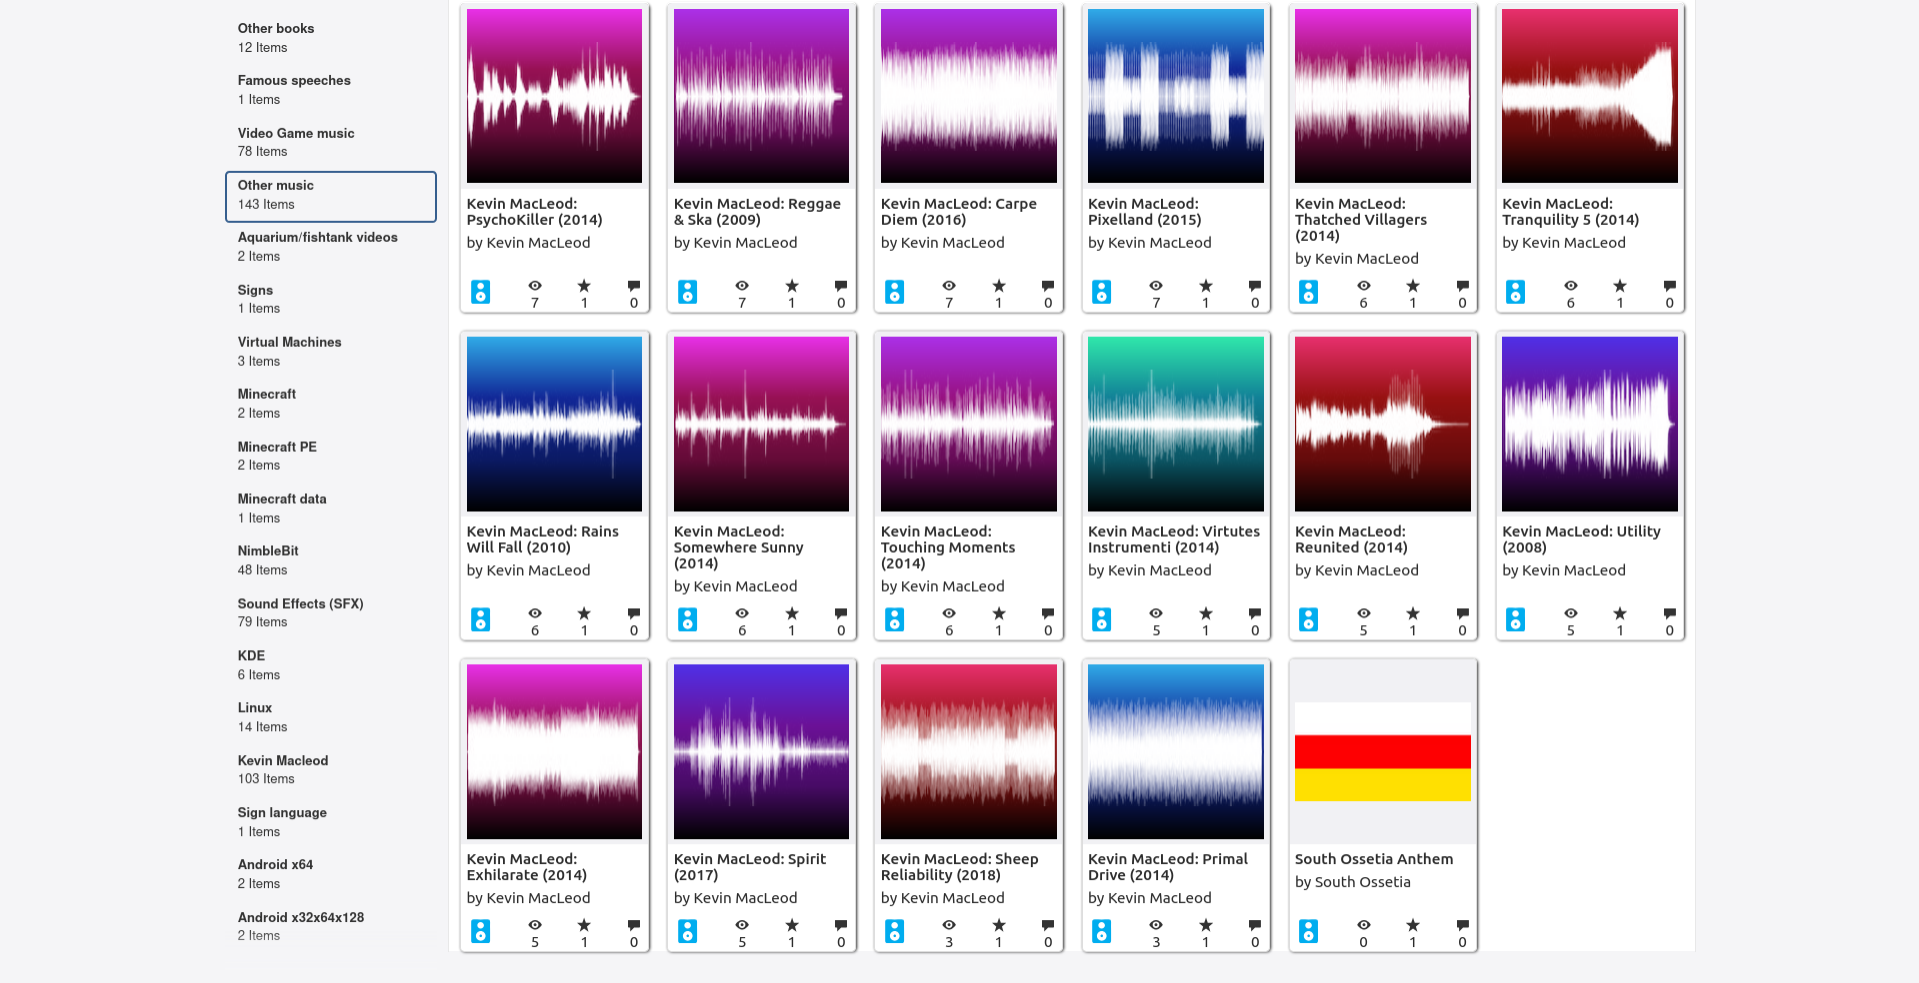 Other books
12 Items
Famous speeches
1 Items
Video Game music
78 Items
Other music
143 Items
Aquarium/fishtank videos
2 Items
Signs
1 Items
Virtual Machines
3 Items
Minecraft
2 Items
Minecraft PE
2 Items
Minecraft data
1 Items
NimbleBit
48 Items
Sound Effects (SFX)
79 Items
KDE
6 Items
Linux
14 Items
Kevin Macleod
103 Items
Sign language
1 Items
Android x64
2 Items
Android x32x64x128
2 Items
Kevin MacLeod:
PsychoKiller (2014)
by Kevin MacLeod
7 1 0
Kevin MacLeod: Reggae
& Ska (2009)
by Kevin MacLeod
7 1 0
Kevin MacLeod: Carpe
Diem (2016)
by Kevin MacLeod
7 1 0
Kevin MacLeod:
Pixelland (2015)
by Kevin MacLeod
7 1 0
Kevin MacLeod:
Thatched Villagers
(2014)
by Kevin MacLeod
6 1 0
Kevin MacLeod:
Tranquility 5 (2014)
by Kevin MacLeod
6 1 0
Kevin MacLeod: Rains
Will Fall (2010)
by Kevin MacLeod
6 1 0
Kevin MacLeod:
Somewhere Sunny
(2014)
by Kevin MacLeod
6 1 0
Kevin MacLeod:
Touching Moments
(2014)
by Kevin MacLeod
6 1 0
Kevin MacLeod: Virtutes
Instrumenti (2014)
by Kevin MacLeod
5 1 0
Kevin MacLeod:
Reunited (2014)
by Kevin MacLeod
5 1 0
Kevin MacLeod: Utility
(2008)
by Kevin MacLeod
5 1 0
Kevin MacLeod:
Exhilarate (2014)
by Kevin MacLeod
5 1 0
Kevin MacLeod: Spirit
(2017)
by Kevin MacLeod
5 1 0
Kevin MacLeod: Sheep
Reliability (2018)
by Kevin MacLeod
3 1 0
Kevin MacLeod: Primal
Drive (2014)
by Kevin MacLeod
3 1 0
South Ossetia Anthem
by South Ossetia
0 1 0